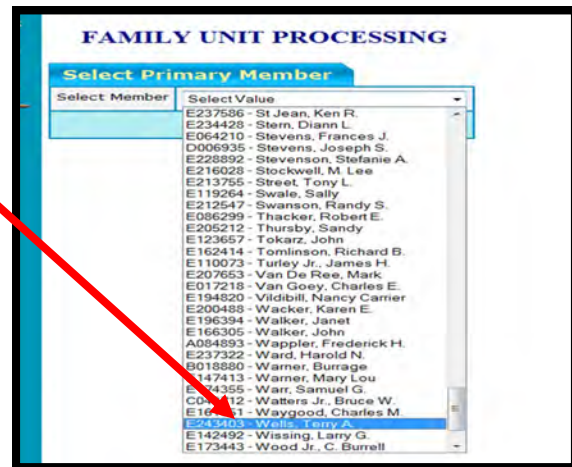 FAMILY UNIT PROCESSING
Select Primary Member
Select Member Select Value
E237586 - St Jean, Ken R.
E234428 - Stern, Diann L.
E064210 - Stevens, Frances J.
D006935 - Stevens, Joseph S.
E228892 - Stevenson, Stefanie A.
E216028 - Stockwell, M. Lee
E213755 - Street, Tony L.
E119264 - Swale, Sally
E212547 - Swanson, Randy S.
E086299 - Thacker, Robert E.
E205212 - Thursby, Sandy
E123657 - Tokarz, John
E162414 - Tomlinson, Richard B.
E110073 - Turley Jr., James H.
E207653 - Van De Ree, Mark
E017218 - Van Goey, Charles E.
E194820 - Vildibill, Nancy Carrier
E200488 - Wacker, Karen E.
E196394 - Walker, Janet
E166305 - Walker, John
A084893 - Wappler, Frederick H.
E237322 - Ward, Harold N.
B018880 - Warner, Burrage
E147413 - Warner, Mary Lou
- Warr, Samuel G.
- Watters Jr., Bruce W.
- Waygood, Charles M.
E243403 - Wells, Terry A.
E142492 - Wissing, Larry G.
E173443 - Wood Jr., C. Burrell